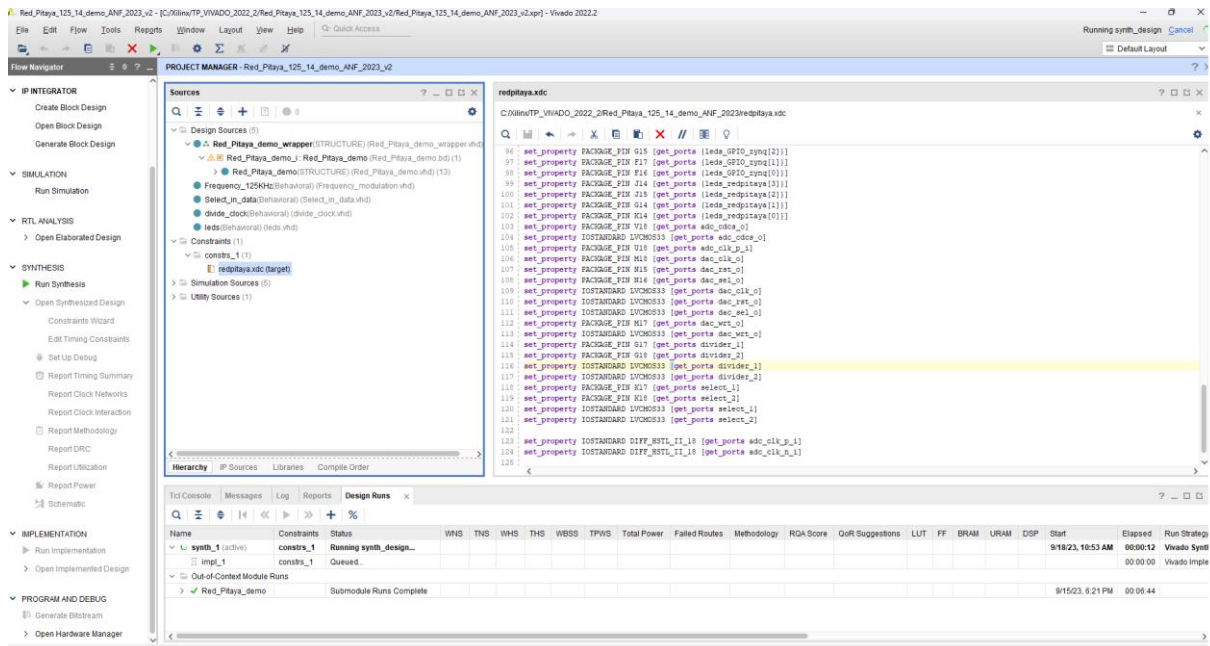 Red_Pitaya_125_14_demo_ANF_2023_v2 - [C:/Xilinx/TP_VIVADO_2022_2/Red_Pitaya_125_14_demo_ANF_2023_v2/Red_Pitaya_125_14_demo_ANF_2023_v2.xpr] - Vivado 2022.2
File Edit Flow Tools Reports Window Layout View Help Quick Access
Running synth_design Cancel
Default Layout
Flow Navigator
PROJECT MANAGER - Red_Pitaya_125_14_demo_ANF_2023_v2
IP INTEGRATOR
Create Block Design
Open Block Design
Generate Block Design
SIMULATION
Run Simulation
RTL ANALYSIS
Open Elaborated Design
SYNTHESIS
Run Synthesis
Open Synthesized Design
Constraints Wizard
Edit Timing Constraints
Set Up Debug
Report Timing Summary
Report Clock Networks
Report Clock Interaction
Report Methodology
Report DRC
Report Utilization
Report Power
Schematic
IMPLEMENTATION
Run Implementation
Open Implemented Design
PROGRAM AND DEBUG
Generate Bitstream
Open Hardware Manager
Sources
0
Design Sources (5)
Red_Pitaya_demo_wrapper(STRUCTURE) (Red_Pitaya_demo_wrapper.vhd)
Red_Pitaya_demo_i : Red_Pitaya_demo (Red_Pitaya_demo.bd) (1)
Red_Pitaya_demo(STRUCTURE) (Red_Pitaya_demo.vhd) (13)
Frequency_125KHz(Behavioral) (Frequency_modulation.vhd)
Select_in_data(Behavioral) (Select_in_data.vhd)
divide_clock(Behavioral) (divide_clock.vhd)
leds(Behavioral) (leds.vhd)
Constraints (1)
constrs_1 (1)
redpitaya.xdc (target)
Simulation Sources (5)
Utility Sources (1)
Hierarchy IP Sources Libraries Compile Order
redpitaya.xdc
C:/Xilinx/TP_VIVADO_2022_2/Red_Pitaya_125_14_demo_ANF_2023/redpitaya.xdc
96 set_property PACKAGE_PIN G15 [get_ports {leds_GPIO_zynq[2]}]
97 set_property PACKAGE_PIN F17 [get_ports {leds_GPIO_zynq[1]}]
98 set_property PACKAGE_PIN F16 [get_ports {leds_GPIO_zynq[0]}]
99 set_property PACKAGE_PIN J14 [get_ports {leds_redpitaya[3]}]
100 set_property PACKAGE_PIN J15 [get_ports {leds_redpitaya[2]}]
101 set_property PACKAGE_PIN G14 [get_ports {leds_redpitaya[1]}]
102 set_property PACKAGE_PIN K14 [get_ports {leds_redpitaya[0]}]
103 set_property PACKAGE_PIN V18 [get_ports adc_cdcs_o]
104 set_property IOSTANDARD LVCMOS33 [get_ports adc_cdcs_o]
105 set_property PACKAGE_PIN U18 [get_ports adc_clk_p_i]
106 set_property PACKAGE_PIN M18 [get_ports dac_clk_o]
107 set_property PACKAGE_PIN N15 [get_ports dac_rst_o]
108 set_property PACKAGE_PIN N16 [get_ports dac_sel_o]
109 set_property IOSTANDARD LVCMOS33 [get_ports dac_clk_o]
110 set_property IOSTANDARD LVCMOS33 [get_ports dac_rst_o]
111 set_property IOSTANDARD LVCMOS33 [get_ports dac_sel_o]
112 set_property PACKAGE_PIN M17 [get_ports dac_wrt_o]
113 set_property IOSTANDARD LVCMOS33 [get_ports dac_wrt_o]
114 set_property PACKAGE_PIN G17 [get_ports divider_1]
115 set_property PACKAGE_PIN G18 [get_ports divider_2]
116 set_property IOSTANDARD LVCMOS33 [get_ports divider_1]
117 set_property IOSTANDARD LVCMOS33 [get_ports divider_2]
118 set_property PACKAGE_PIN K17 [get_ports select_1]
119 set_property PACKAGE_PIN K18 [get_ports select_2]
120 set_property IOSTANDARD LVCMOS33 [get_ports select_1]
121 set_property IOSTANDARD LVCMOS33 [get_ports select_2]
122
123 set_property IOSTANDARD DIFF_HSTL_II_18 [get_ports adc_clk_p_i]
124 set_property IOSTANDARD DIFF_HSTL_II_18 [get_ports adc_clk_n_i]
125
Tcl Console Messages Log Reports Design Runs
Name Constraints Status WNS TNS WHS THS WBSS TPWS Total Power Failed Routes Methodology RQA Score QoR Suggestions LUT FF BRAM URAM DSP Start Elapsed Run Strategy
synth_1 (active) constrs_1 Running synth_design... 9/18/23, 10:53 AM 00:00:12 Vivado Synth
impl_1 constrs_1 Queued... 00:00:00 Vivado Imple
Out-of-Context Module Runs
Red_Pitaya_demo Submodule Runs Complete 9/15/23, 6:21 PM 00:06:44